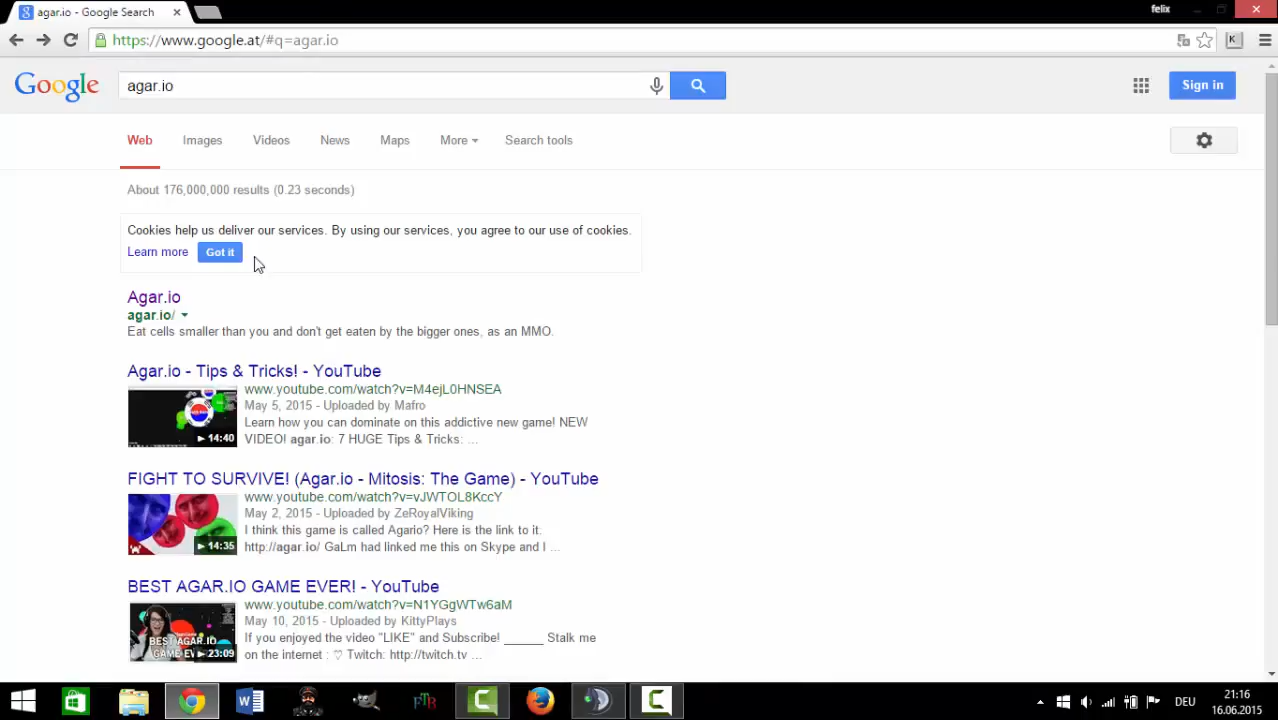 agar.io - Google Search
felix
https://www.google.at/#q=agar.io
Google
agar.io
Sign in
Web Images Videos News Maps More Search tools
About 176,000,000 results (0.23 seconds)
Cookies help us deliver our services. By using our services, you agree to our use of cookies.
Learn more Got it
Agar.io
agar.io/
Eat cells smaller than you and don't get eaten by the bigger ones, as an MMO.
Agar.io - Tips & Tricks! - YouTube
www.youtube.com/watch?v=M4ejL0HNSEA
May 5, 2015 - Uploaded by Mafro
Learn how you can dominate on this addictive new game! NEW
VIDEO! agar.io: 7 HUGE Tips & Tricks: ...
14:40
FIGHT TO SURVIVE! (Agar.io - Mitosis: The Game) - YouTube
www.youtube.com/watch?v=vJWTOL8KccY
May 2, 2015 - Uploaded by ZeRoyalViking
I think this game is called Agario? Here is the link to it.
http://agar.io/ GaLm had linked me this on Skype and I ...
14:35
BEST AGAR.IO GAME EVER! - YouTube
www.youtube.com/watch?v=N1YGgWTw6aM
May 10, 2015 - Uploaded by KittyPlays
If you enjoyed the video "LIKE" and Subscribe! ______ Stalk me
on the internet : ♡ Twitch: http://twitch.tv ...
BEST AGAR.IO
GAME EV
23:09
FTB
DEU
21:16
16.06.2015